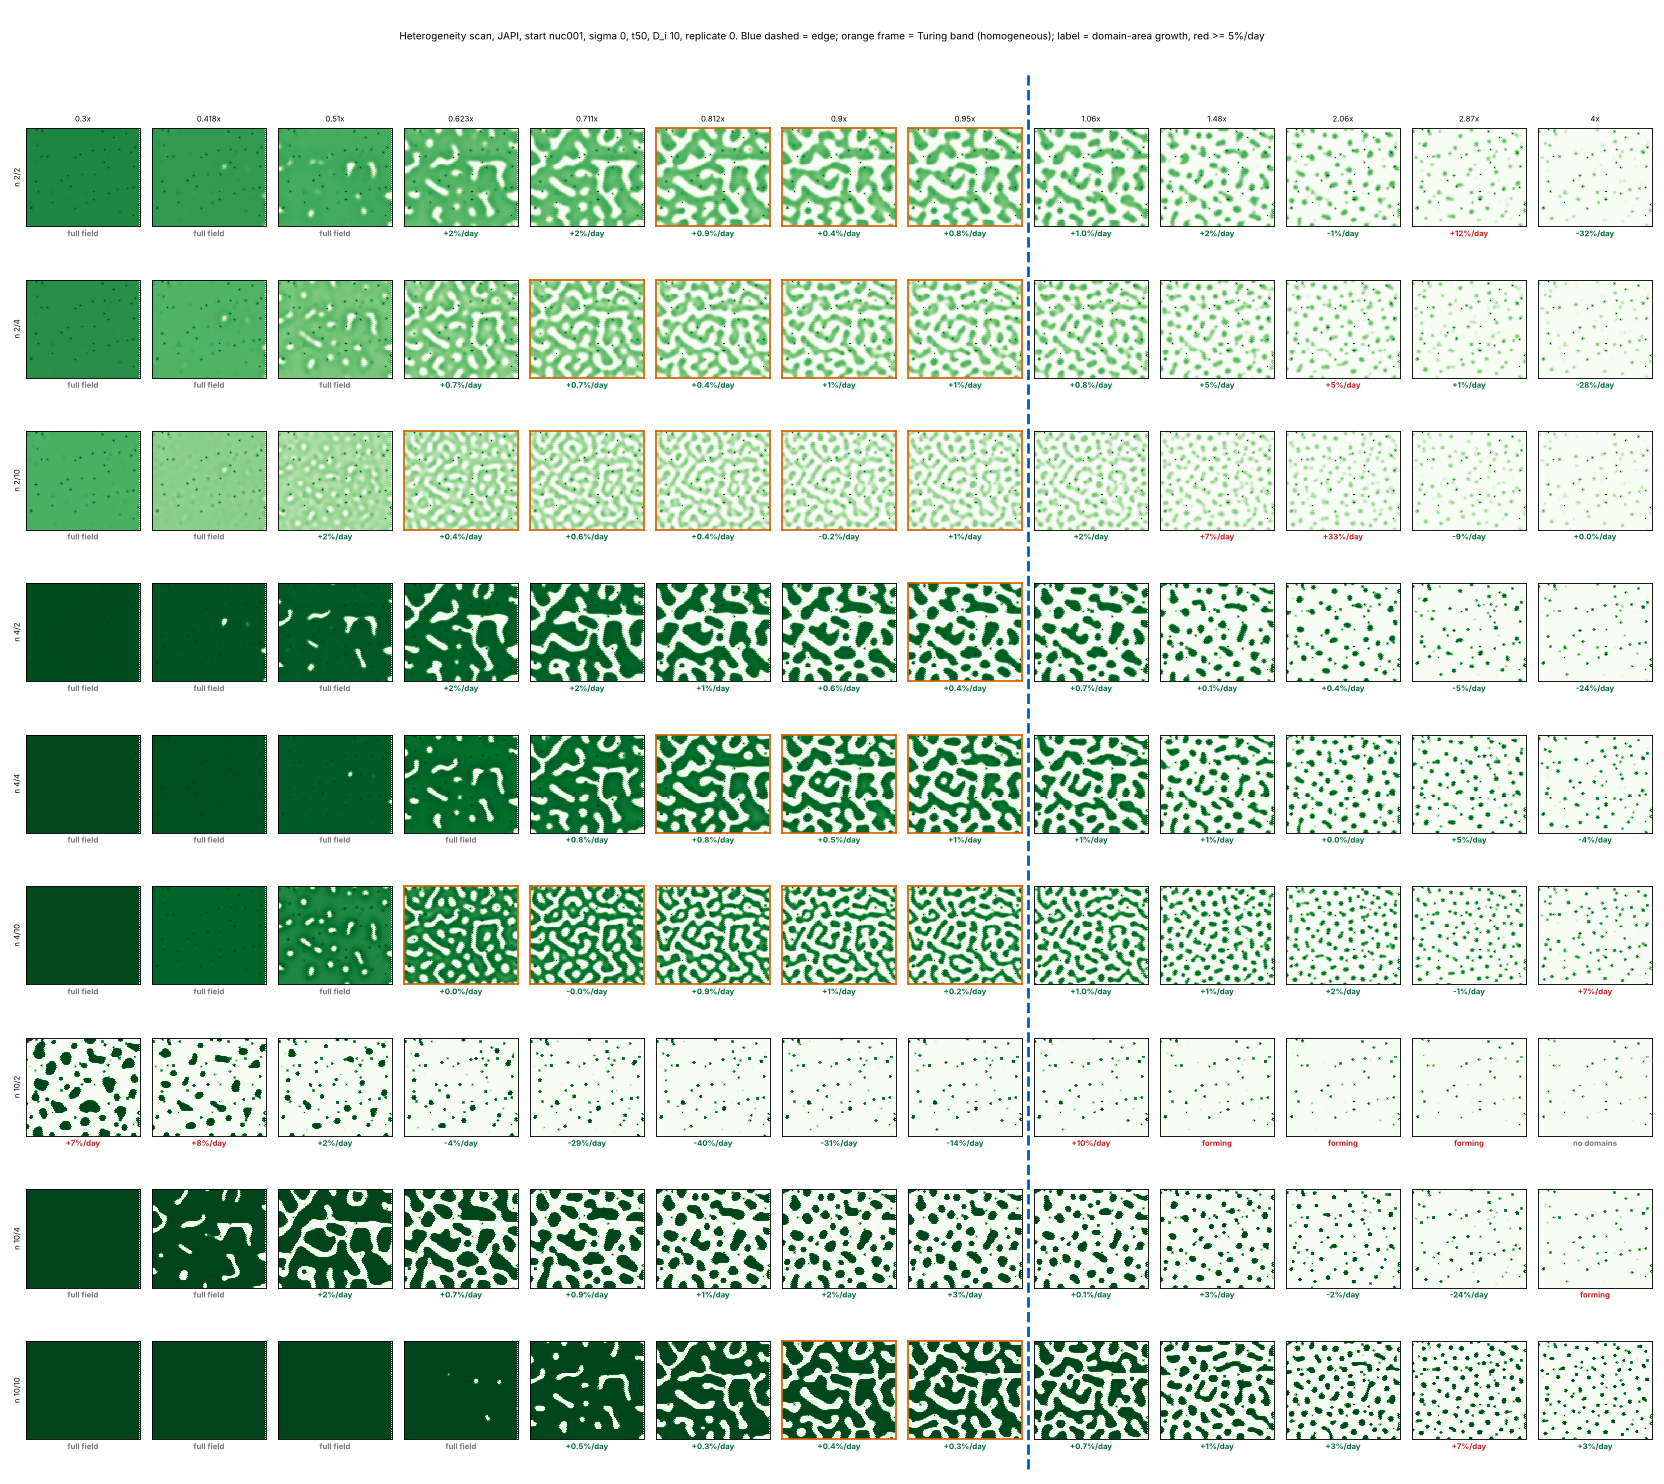 Heterogeneity scan, JAPI, start nuc001, sigma 0, t50, D_i 10, replicate 0. Blue dashed = edge; orange frame = Turing band (homogeneous); label = domain-area growth, red >= 5%/day
0.3x 0.418x 0.51x 0.623x 0.711x 0.812x 0.9x 0.95x 1.06x 1.48x 2.06x 2.87x 4x
n 2/2
full field full field full field +2%/day +2%/day +0.9%/day +0.4%/day +0.8%/day +1.0%/day +2%/day -1%/day +12%/day -32%/day
n 2/4
full field full field full field +0.7%/day +0.7%/day +0.4%/day +1%/day +1%/day +0.8%/day +5%/day +5%/day +1%/day -28%/day
n 2/10
full field full field +2%/day +0.4%/day +0.6%/day +0.4%/day -0.2%/day +1%/day +2%/day +7%/day +33%/day -9%/day +0.0%/day
n 4/2
full field full field full field +2%/day +2%/day +1%/day +0.6%/day +0.4%/day +0.7%/day +0.1%/day +0.4%/day -5%/day -24%/day
n 4/4
full field full field full field full field +0.8%/day +0.8%/day +0.5%/day +1%/day +1%/day +1%/day +0.0%/day +5%/day -4%/day
n 4/10
full field full field full field +0.0%/day -0.0%/day +0.9%/day +1%/day +0.2%/day +1.0%/day +1%/day +2%/day -1%/day +7%/day
n 10/2
+7%/day +8%/day +2%/day -4%/day -29%/day -40%/day -31%/day -14%/day +10%/day forming forming forming no domains
n 10/4
full field full field +2%/day +0.7%/day +0.9%/day +1%/day +2%/day +3%/day +0.1%/day +3%/day -2%/day -24%/day forming
n 10/10
full field full field full field full field +0.5%/day +0.3%/day +0.4%/day +0.3%/day +0.7%/day +1%/day +3%/day +7%/day +3%/day